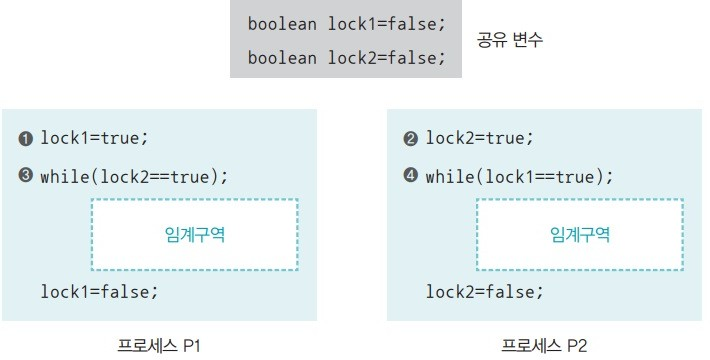 boolean lock1=false;
boolean lock2=false;
공유 변수
❶ lock1=true;
❸ while(lock2==true);
임계구역
lock1=false;
프로세스 P1
❷ lock2=true;
❹ while(lock1==true);
임계구역
lock2=false;
프로세스 P2